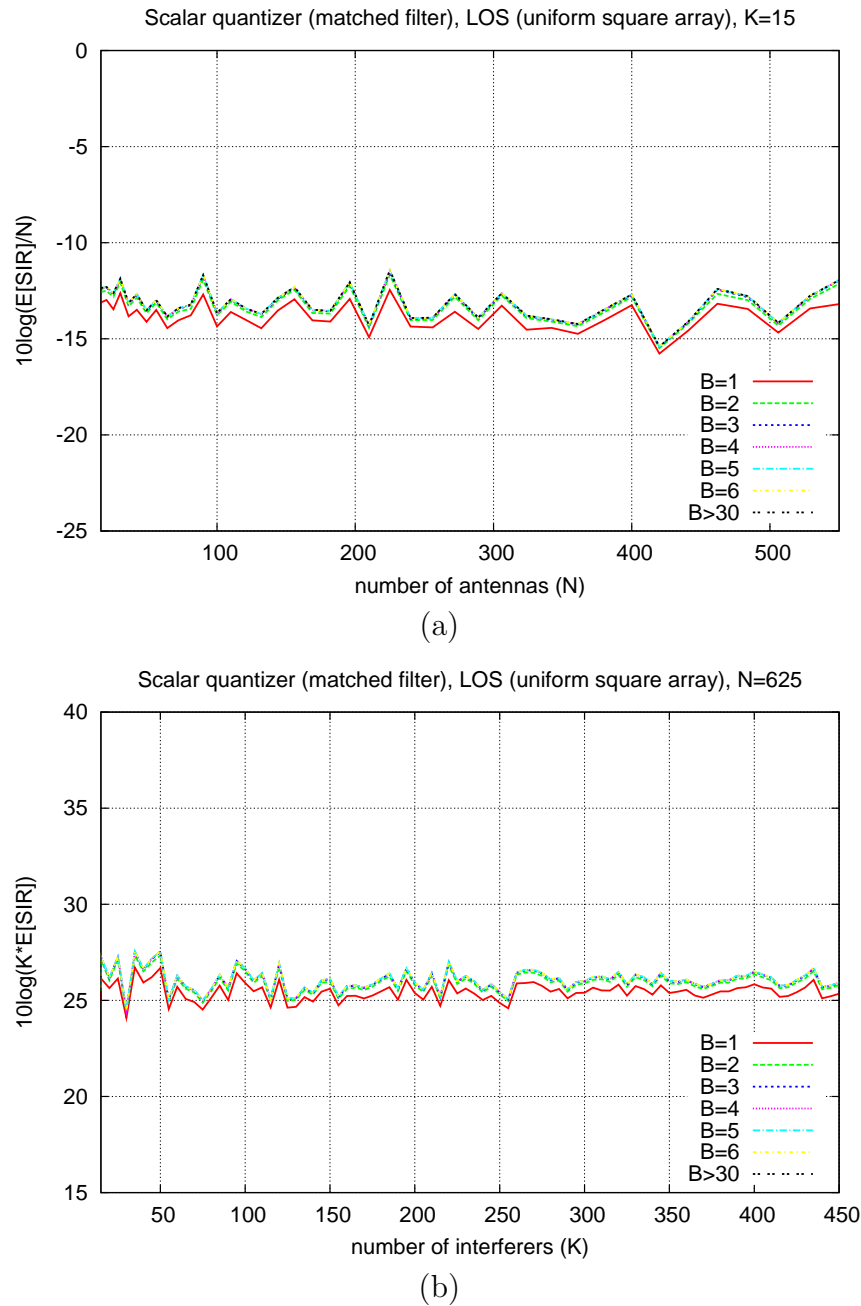 Scalar quantizer (matched filter), LOS (uniform square array), K=15
0
-5
-10
-15
-20
-25
10log(E[SIR]/N)
B=1
B=2
B=3
B=4
B=5
B=6
B>30
100 200 300 400 500
number of antennas (N)
(a)
Scalar quantizer (matched filter), LOS (uniform square array), N=625
40
35
30
25
20
15
10log(K*E[SIR])
B=1
B=2
B=3
B=4
B=5
B=6
B>30
50 100 150 200 250 300 350 400 450
number of interferers (K)
(b)